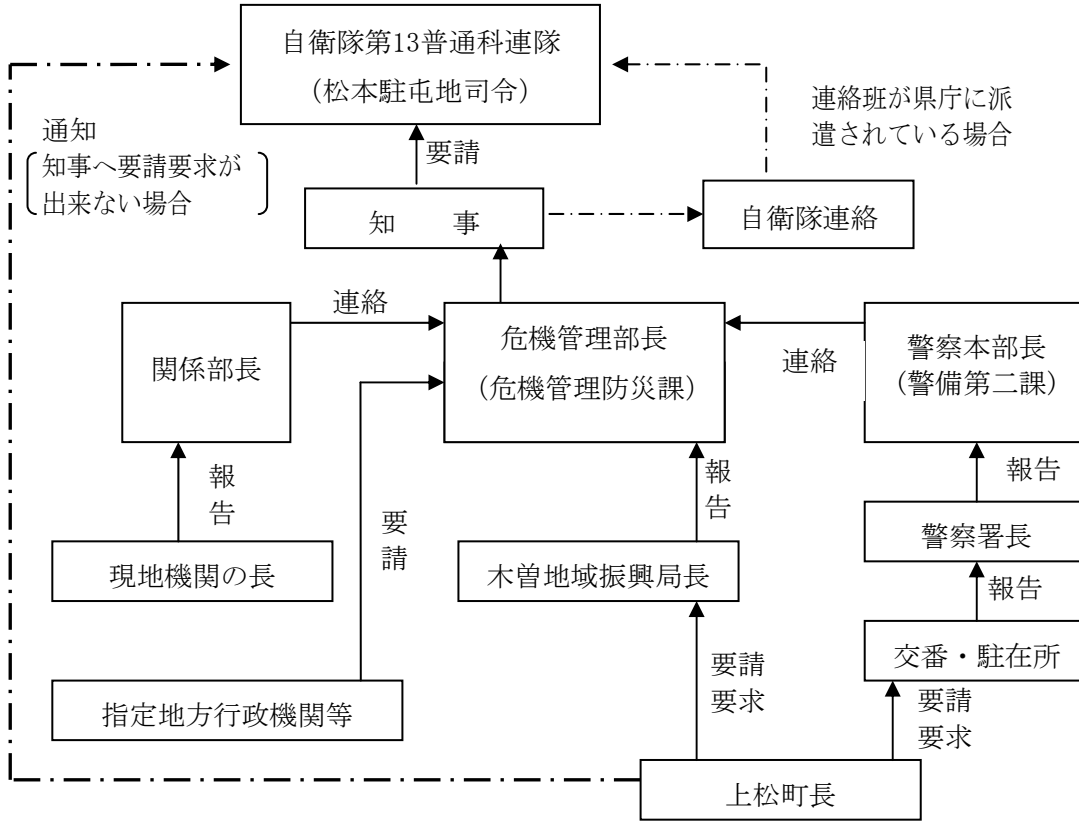 自衛隊第13普通科連隊
(松本駐屯地司令)
通知
知事へ要請要求が
出来ない場合
要請
連絡班が県庁に派
遣されている場合
知　　事
自衛隊連絡
関係部長
連絡
危機管理部長
(危機管理防災課)
連絡
警察本部長
(警備第二課)
報
告
要
請
報
告
報告
現地機関の長
木曽地域振興局長
警察署長
報告
指定地方行政機関等
要請
要求
交番・駐在所
要請
要求
上松町長